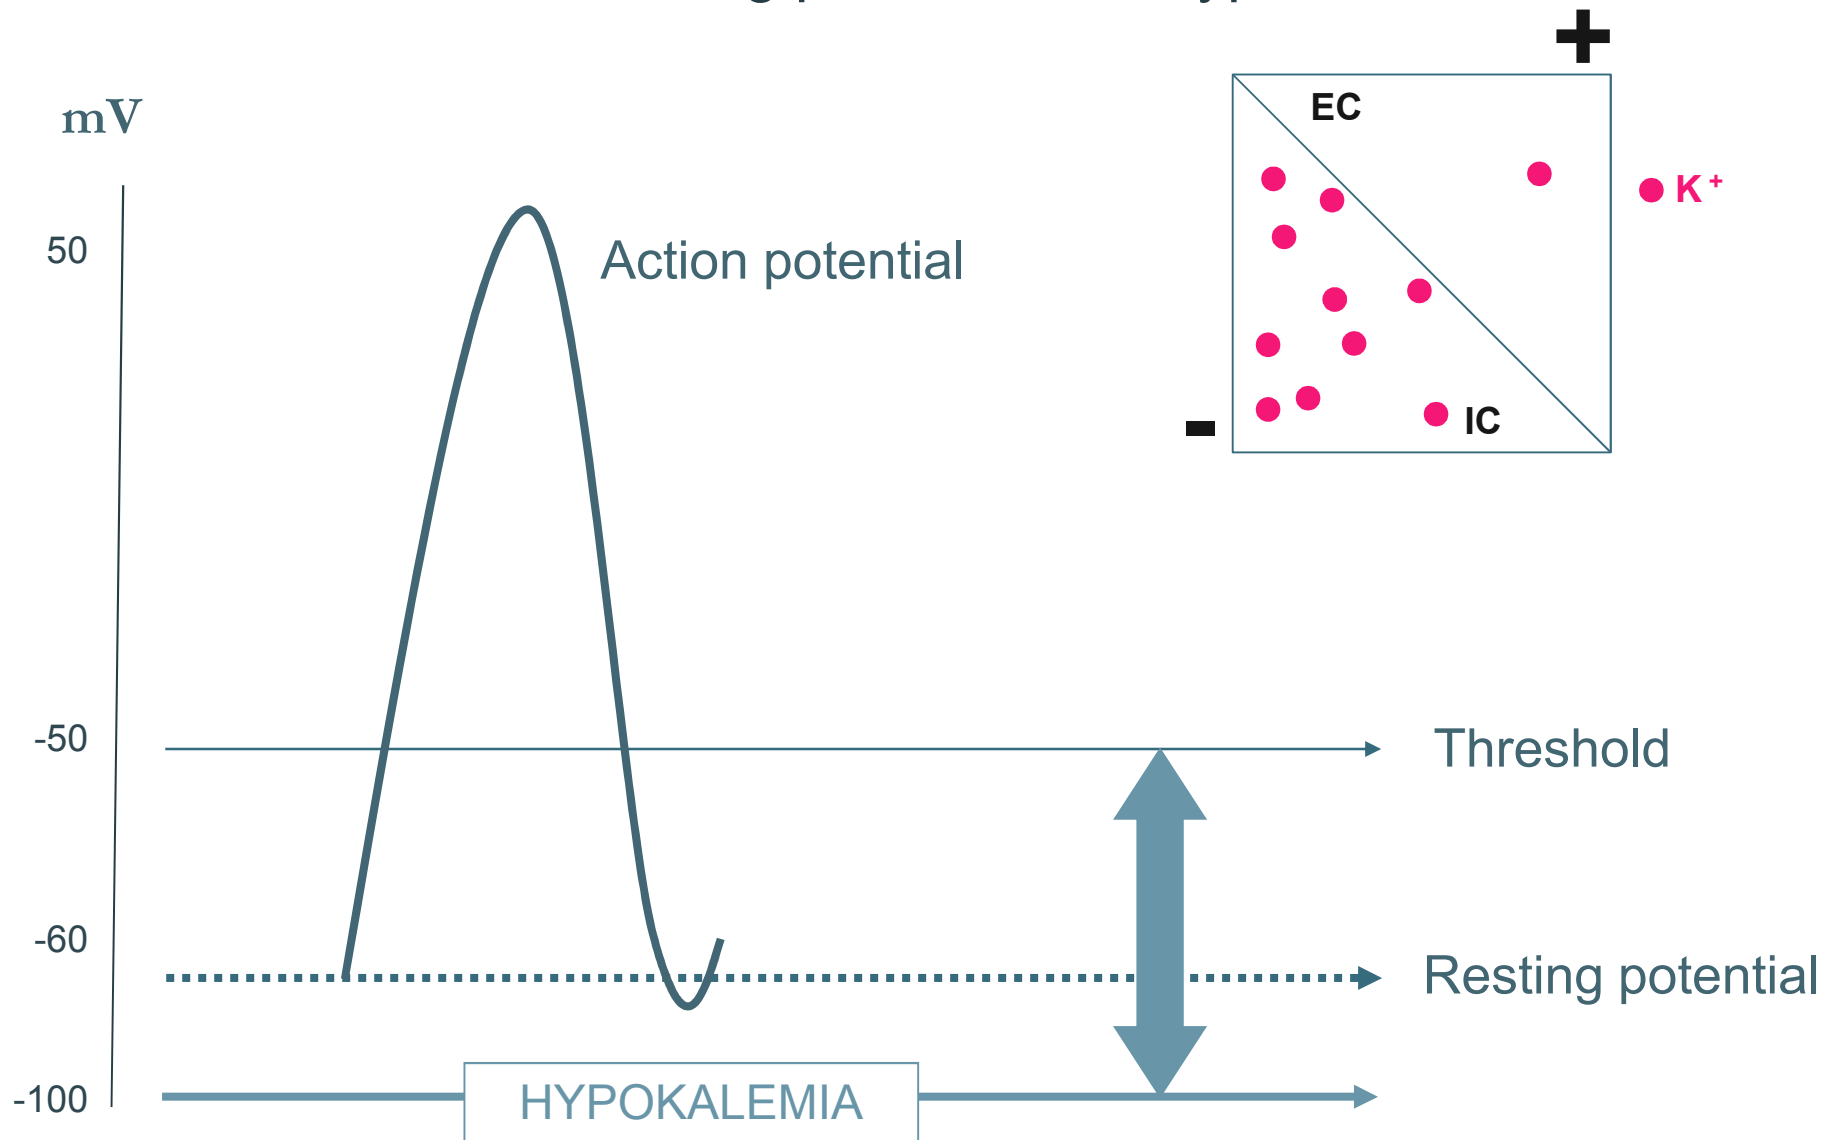 +
mV
EC
K+
50
Action potential
-
IC
-50
Threshold
-60
Resting potential
-100
HYPOKALEMIA